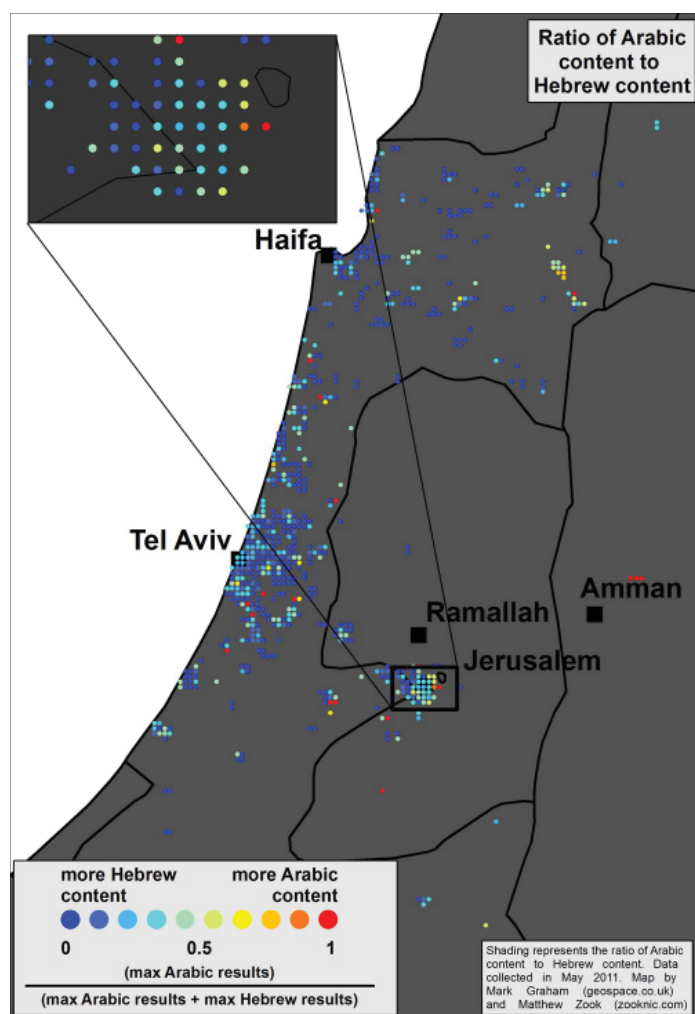 Ratio of Arabic
content to
Hebrew content
Haifa
Tel Aviv
Amman
Ramallah
Jerusalem
more Hebrew
content
more Arabic
content
0
0.5
1
(max Arabic results)
(max Arabic results + max Hebrew results)
Shading represents the ratio of Arabic
content to Hebrew content. Data
collected in May 2011. Map by
Mark Graham (geospace.co.uk)
and Matthew Zook (zooknic.com)